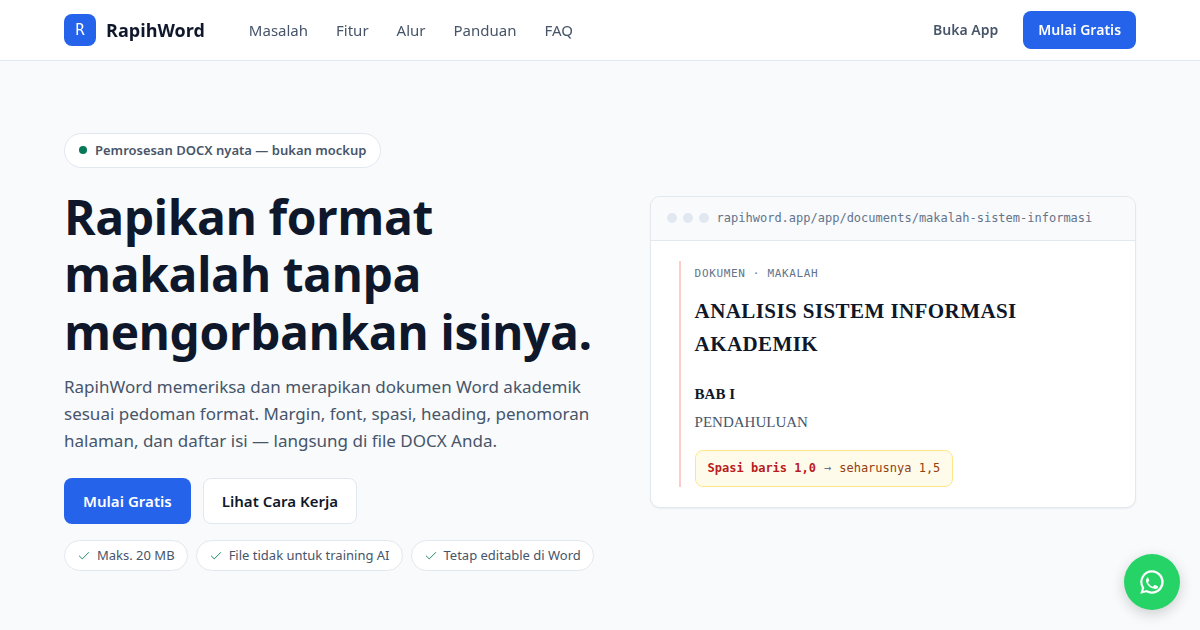 R RapihWord Masalah Fitur Alur Panduan FAQ Buka App Mulai Gratis
Pemrosesan DOCX nyata — bukan mockup
Rapikan format
makalah tanpa
mengorbankan isinya.
RapihWord memeriksa dan merapikan dokumen Word akademik
sesuai pedoman format. Margin, font, spasi, heading, penomoran
halaman, dan daftar isi — langsung di file DOCX Anda.
Mulai Gratis Lihat Cara Kerja
Maks. 20 MB File tidak untuk training AI Tetap editable di Word
rapihword.app/app/documents/makalah-sistem-informasi
DOKUMEN · MAKALAH
ANALISIS SISTEM INFORMASI
AKADEMIK
BAB I
PENDAHULUAN
Spasi baris 1,0 → seharusnya 1,5